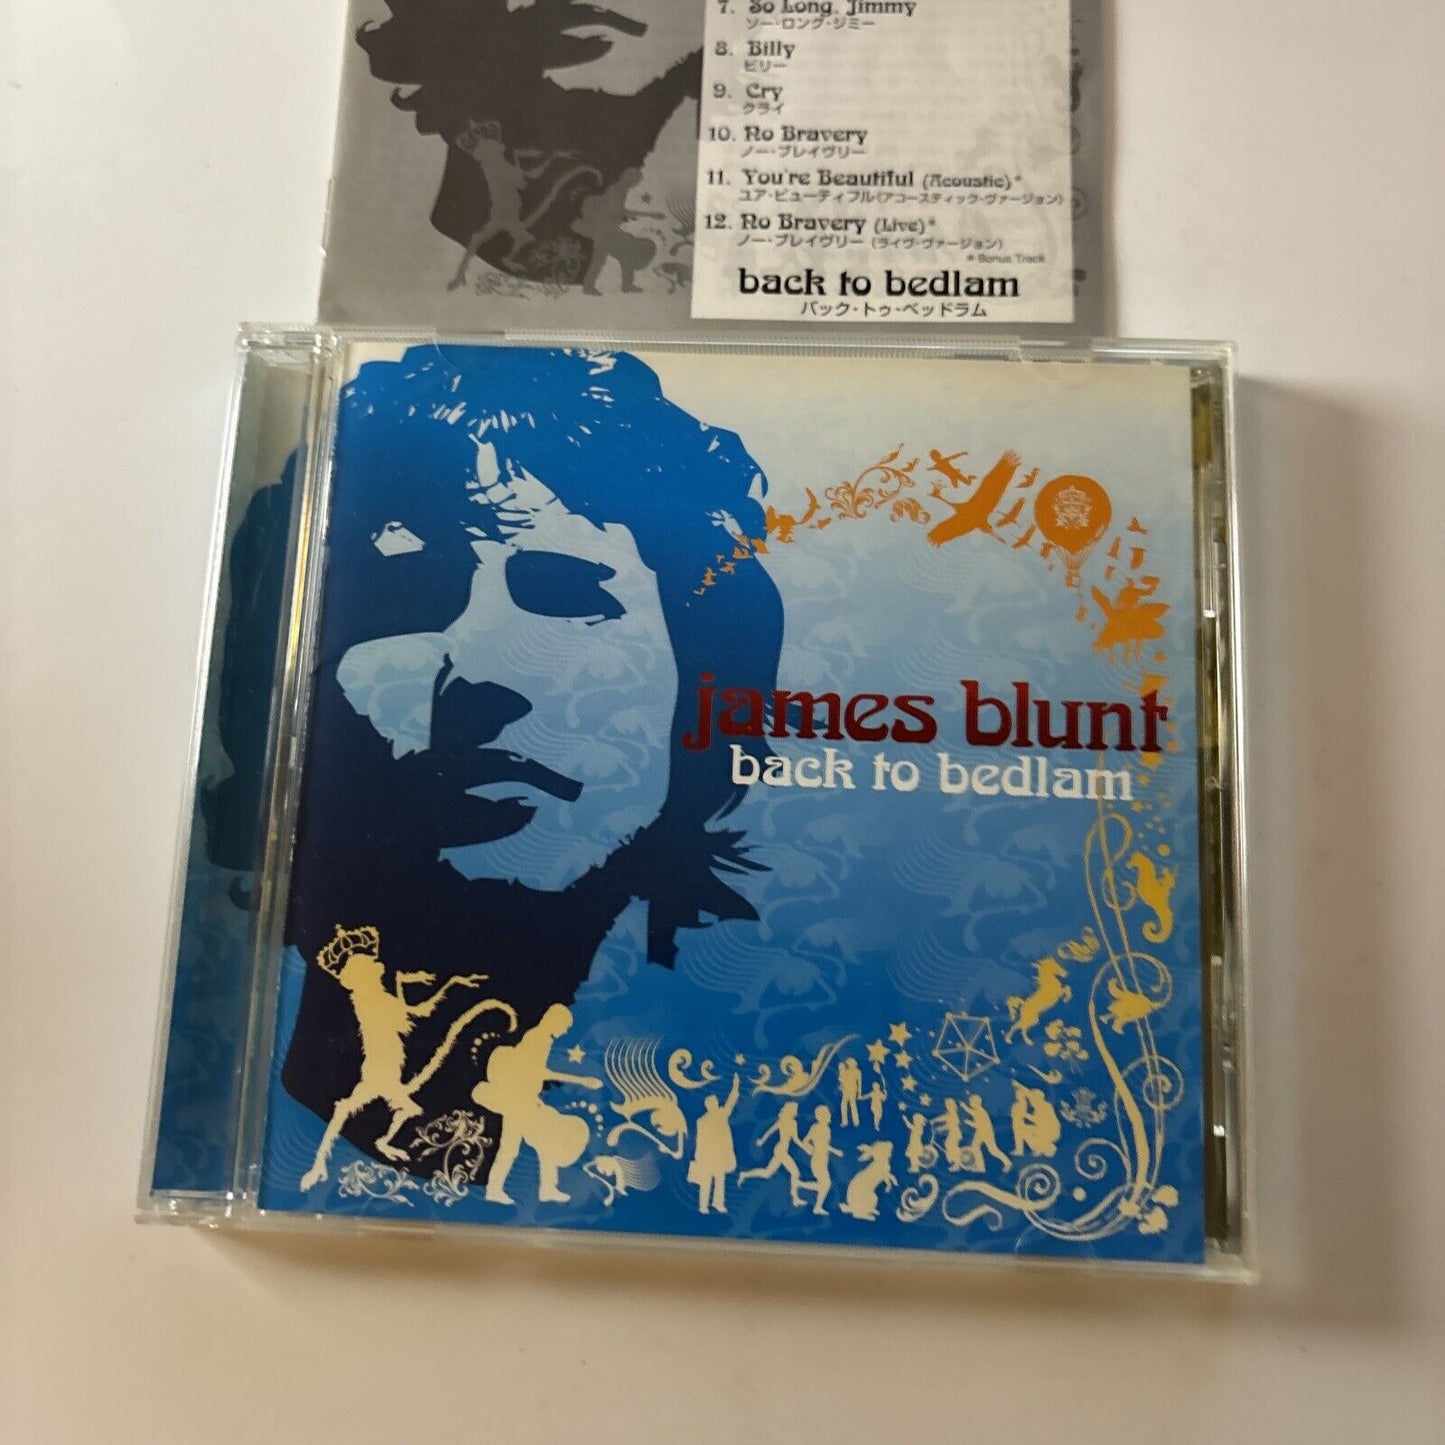 7. So Long, Jimmy
ソー・ロング・ジミー
8. Billy
ビリー
9. Cry
クライ
10. No Bravery
ノー・ブレイヴリー
11. You're Beautiful (Acoustic)*
ユア・ビューティフル(アコースティック・ヴァージョン)
12. No Bravery (Live)*
ノー・ブレイヴリー (ライヴ・ヴァージョン)
* Bonus Track
back to bedlam
バック・トゥ・ベッドラム
james blunt
back to bedlam